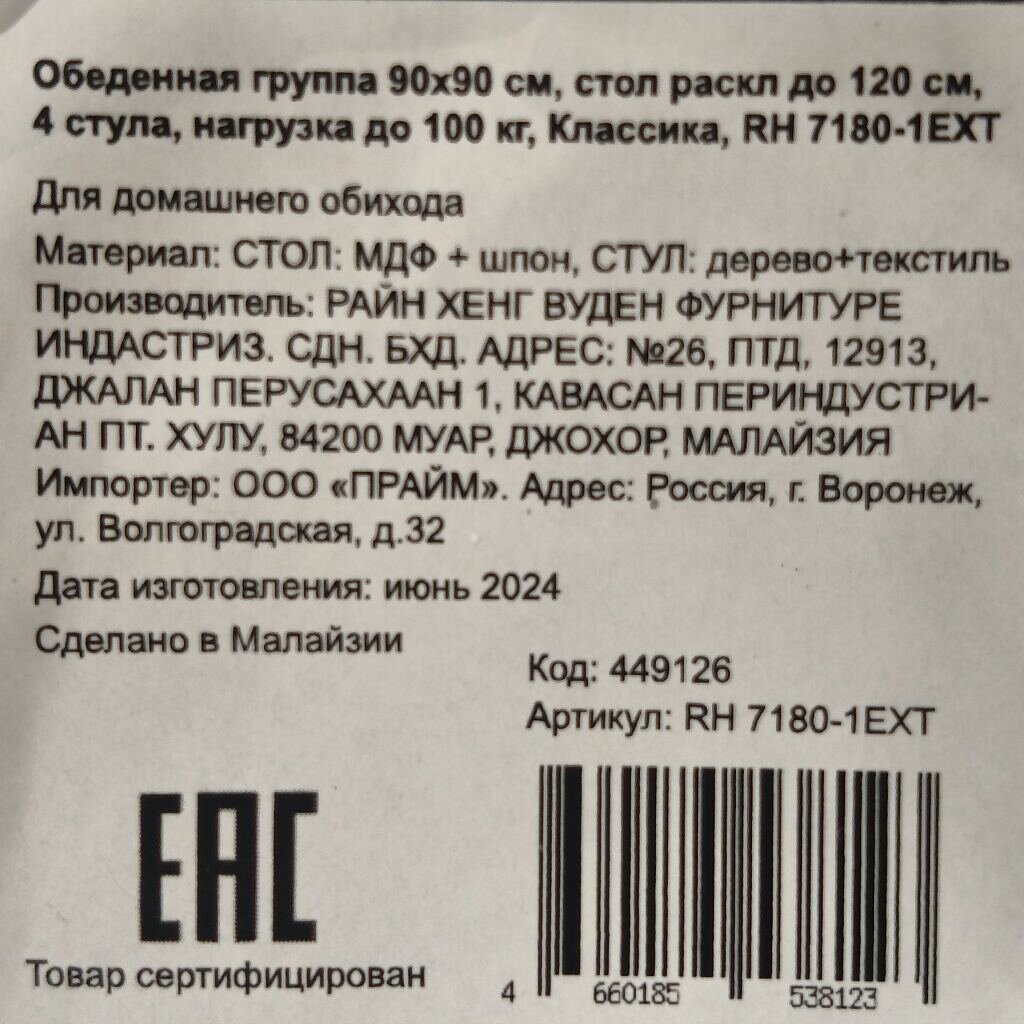 Обеденная группа 90х90 см, стол раскл до 120 см,
4 стула, нагрузка до 100 кг, Классика, RH 7180-1EXT
Для домашнего обихода
Материал: СТОЛ: МДФ + шпон, СТУЛ: дерево+текстиль
Производитель: РАЙН ХЕНГ ВУДЕН ФУРНИТУРЕ
ИНДАСТРИЗ. СДН. БХД. АДРЕС: №26, ПТД, 12913,
ДЖАЛАН ПЕРУСАХААН 1, КАВАСАН ПЕРИНДУСТРИ-
АН ПТ. ХУЛУ, 84200 МУАР, ДЖОХОР, МАЛАЙЗИЯ
Импортер: ООО «ПРАЙМ». Адрес: Россия, г. Воронеж,
ул. Волгоградская, д.32
Дата изготовления: июнь 2024
Сделано в Малайзии
Код: 449126
Артикул: RH 7180-1EXT
EAC
Товар сертифицирован
4 660185 538123